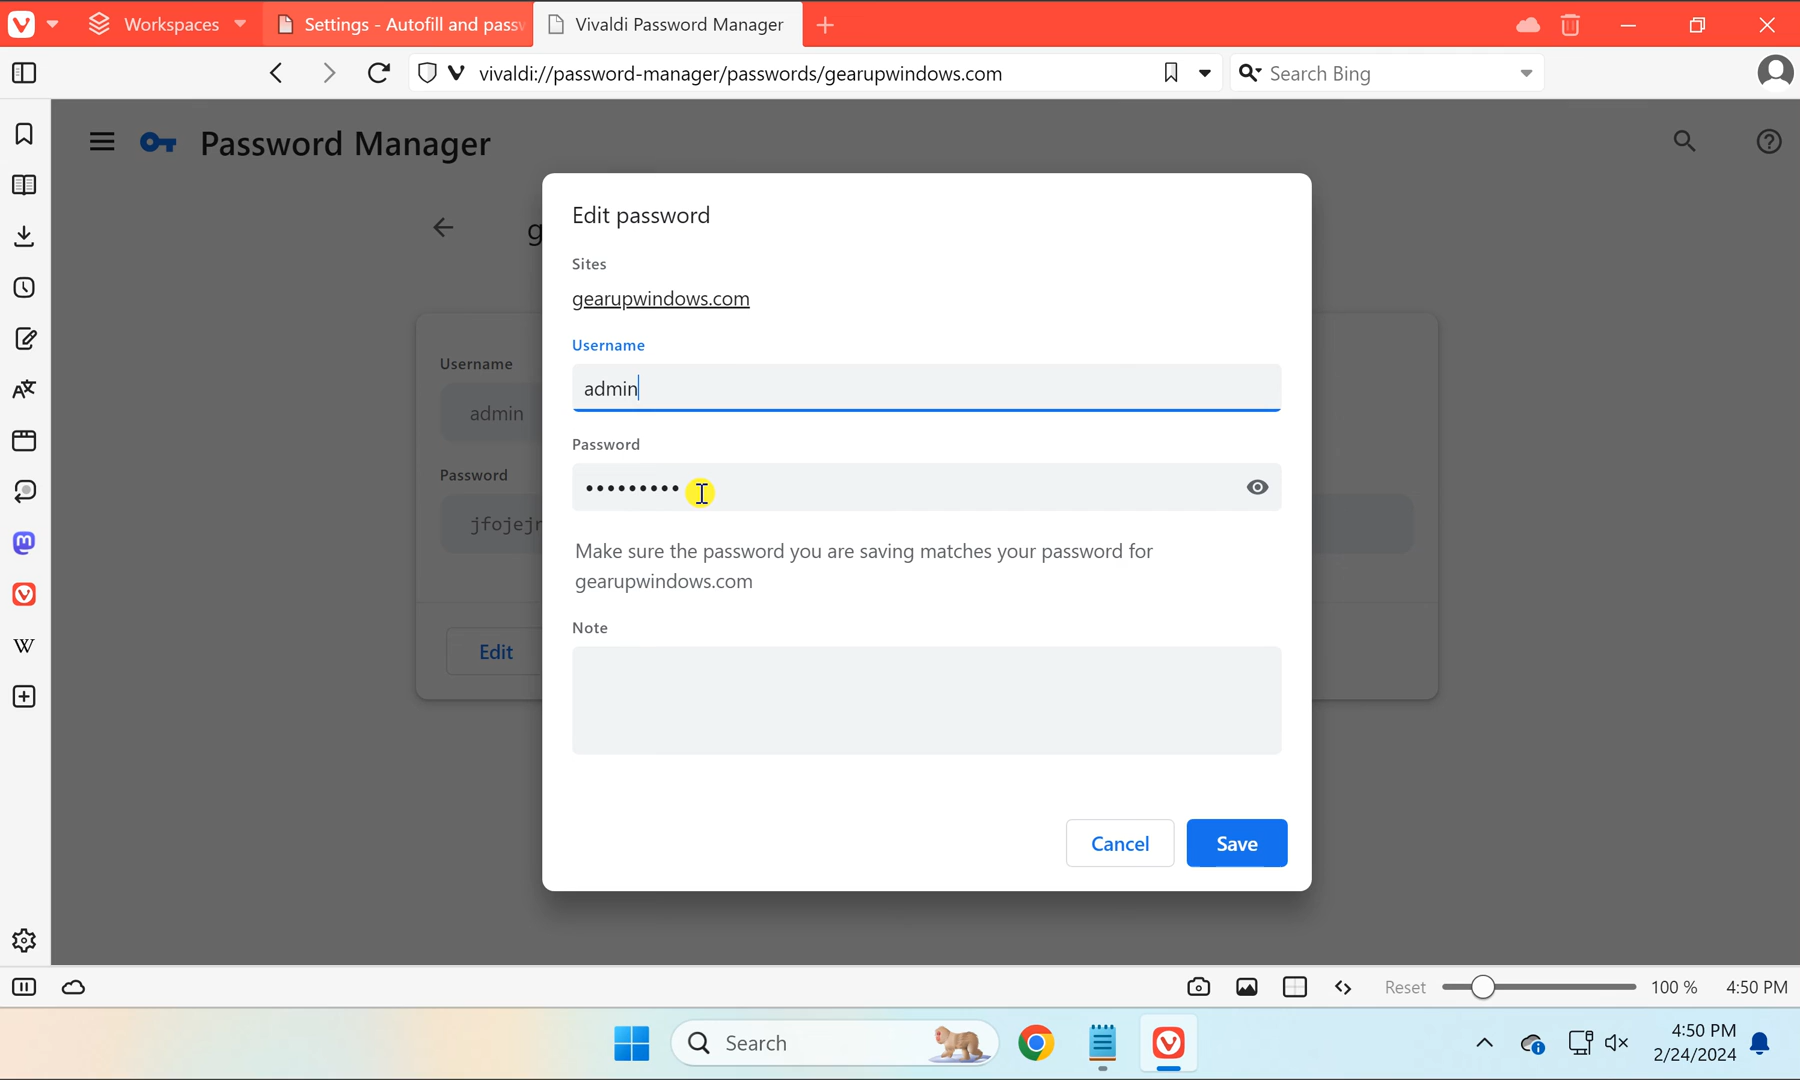 Workspaces
Settings - Autofill and passw
Vivaldi Password Manager
vivaldi://password-manager/passwords/gearupwindows.com
Search Bing
Password Manager
g
Username
admin
Password
jfojejr
Edit
Edit password
Sites
gearupwindows.com
Username
admin
Password
•••••••••
Make sure the password you are saving matches your password for
gearupwindows.com
Note
Cancel
Save
W
Reset
100 %
4:50 PM
Search
4:50 PM
2/24/2024